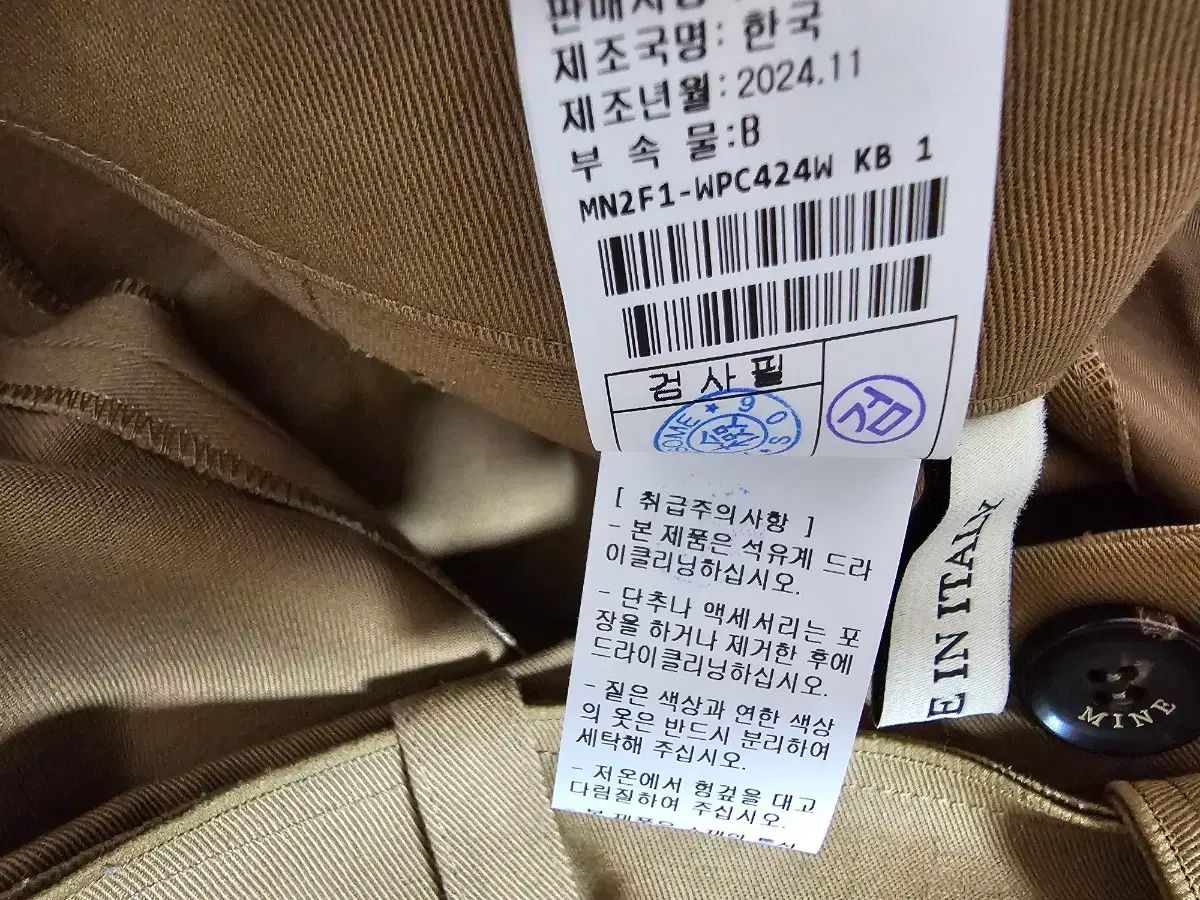 제조국명: 한국
제조년월: 2024.11
부 속 물:B
MN2F1-WPC424W KB 1
검 사 필
검
[ 취급주의사항 ]
- 본 제품은 석유계 드라
이클리닝하십시오.
- 단추나 액세서리는 포
장을 하거나 제거한 후에
드라이클리닝하십시오.
- 짙은 색상과 연한 색상
의 옷은 반드시 분리하여
세탁해 주십시오.
- 저온에서 헝겊을 대고
다림질하여 주십시오.
E IN ITALY
MINE